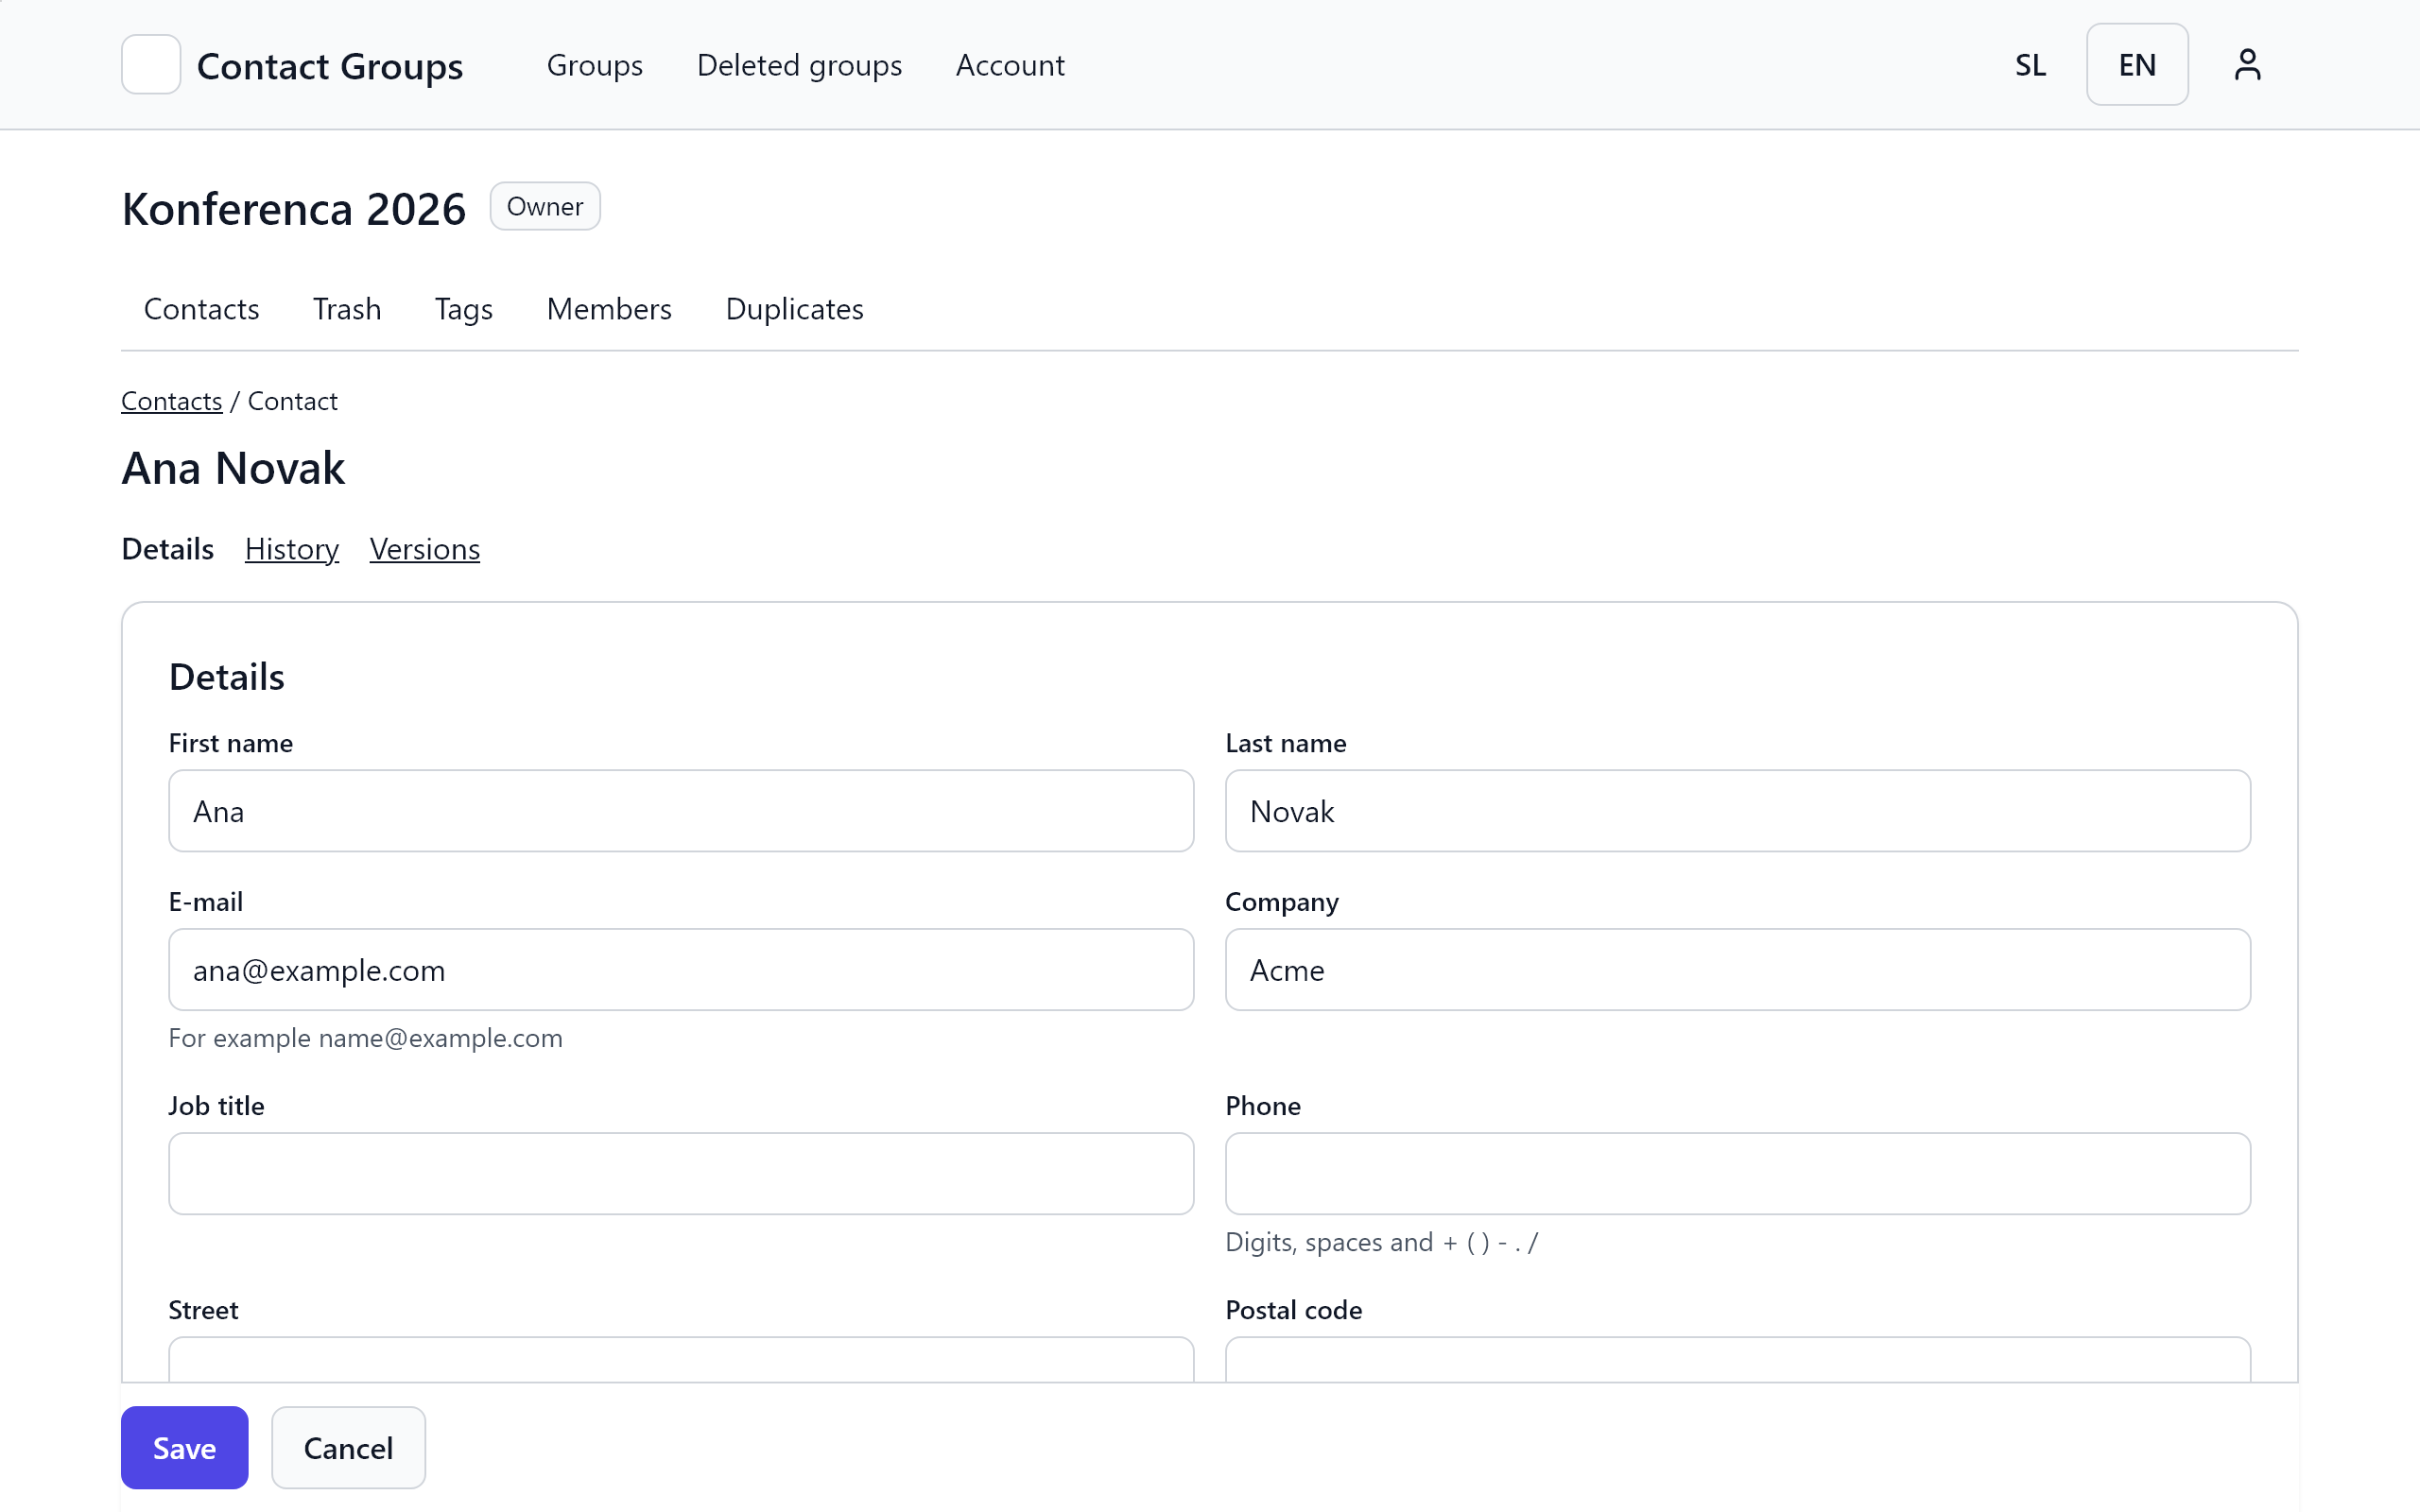 Contact Groups Groups Deleted groups Account SL EN
Konferenca 2026 Owner
Contacts Trash Tags Members Duplicates
Contacts / Contact
Ana Novak
Details History Versions
Details
First name Last name
Ana Novak
E-mail Company
ana@example.com Acme
For example name@example.com
Job title Phone
Digits, spaces and + ( ) - . /
Street Postal code
Save Cancel